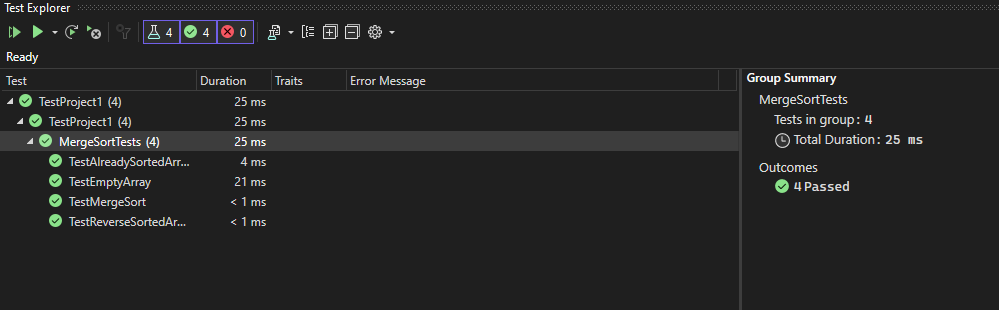 Test Explorer
4 4 0
Ready
Test Duration Traits Error Message
TestProject1 (4) 25 ms
TestProject1 (4) 25 ms
MergeSortTests (4) 25 ms
TestAlreadySortedArr... 4 ms
TestEmptyArray 21 ms
TestMergeSort < 1 ms
TestReverseSortedAr... < 1 ms
Group Summary
MergeSortTests
Tests in group: 4
Total Duration: 25 ms
Outcomes
4 Passed